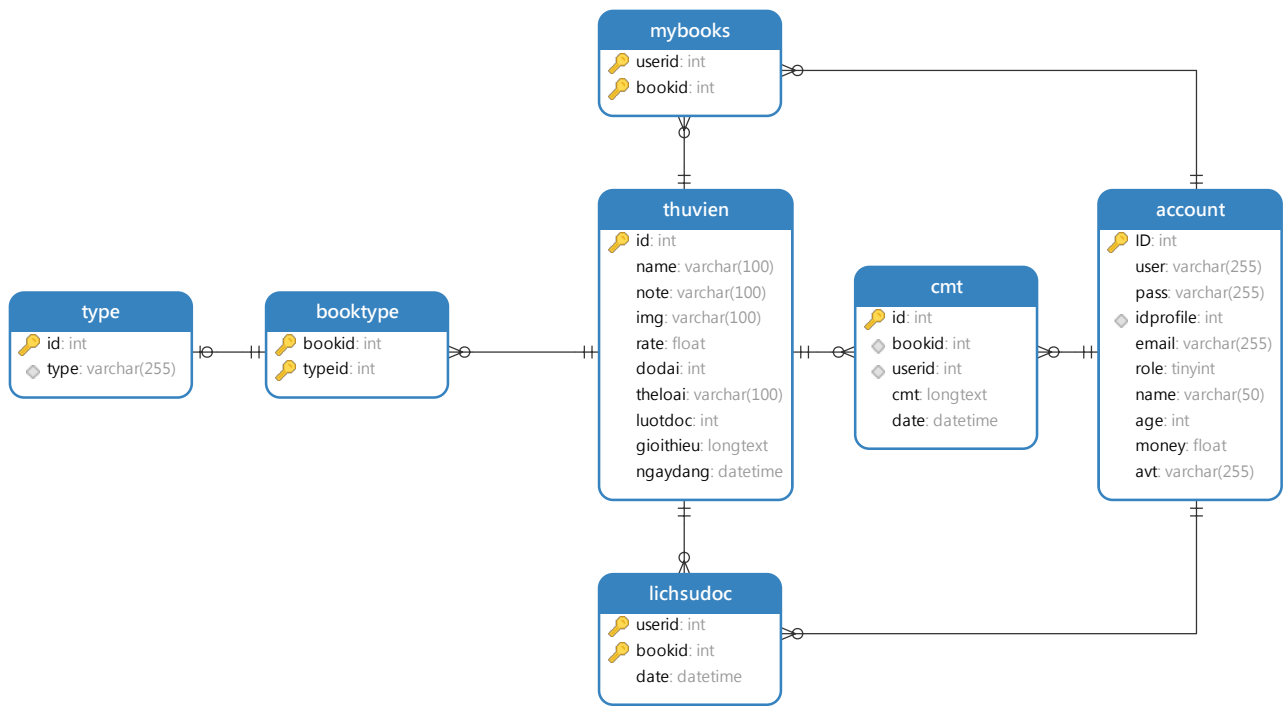 mybooks
userid: int
bookid: int
type
id: int
type: varchar(255)
booktype
bookid: int
typeid: int
thuvien
id: int
name: varchar(100)
note: varchar(100)
img: varchar(100)
rate: float
dodai: int
theloai: varchar(100)
luotdoc: int
gioithieu: longtext
ngaydang: datetime
cmt
id: int
bookid: int
userid: int
cmt: longtext
date: datetime
account
ID: int
user: varchar(255)
pass: varchar(255)
idprofile: int
email: varchar(255)
role: tinyint
name: varchar(50)
age: int
money: float
avt: varchar(255)
lichsudoc
userid: int
bookid: int
date: datetime